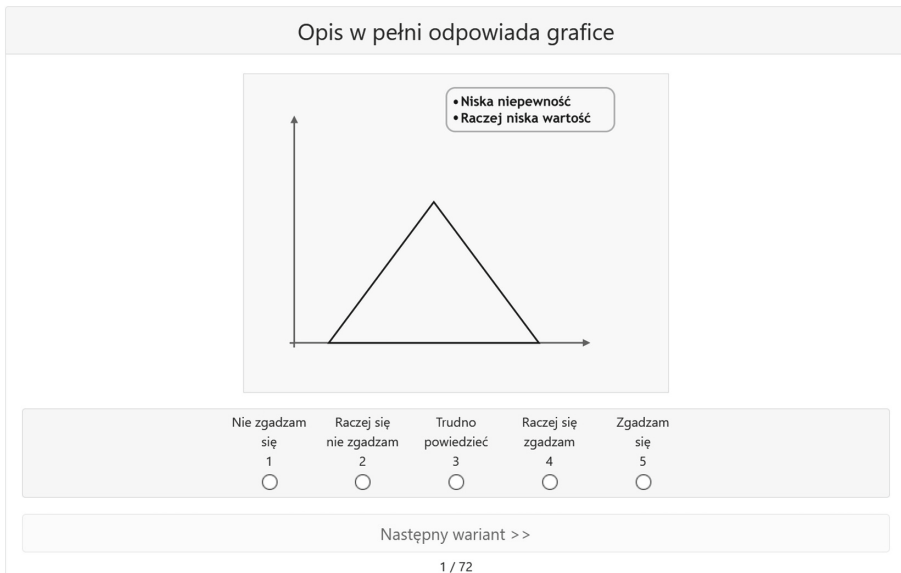 Opis w pełni odpowiada grafice
• Niska niepewność
• Raczej niska wartość
Nie zgadzam się
1
Raczej się nie zgadzam
2
Trudno powiedzieć
3
Raczej się zgadzam
4
Zgadzam się
5
Następny wariant >>
1 / 72